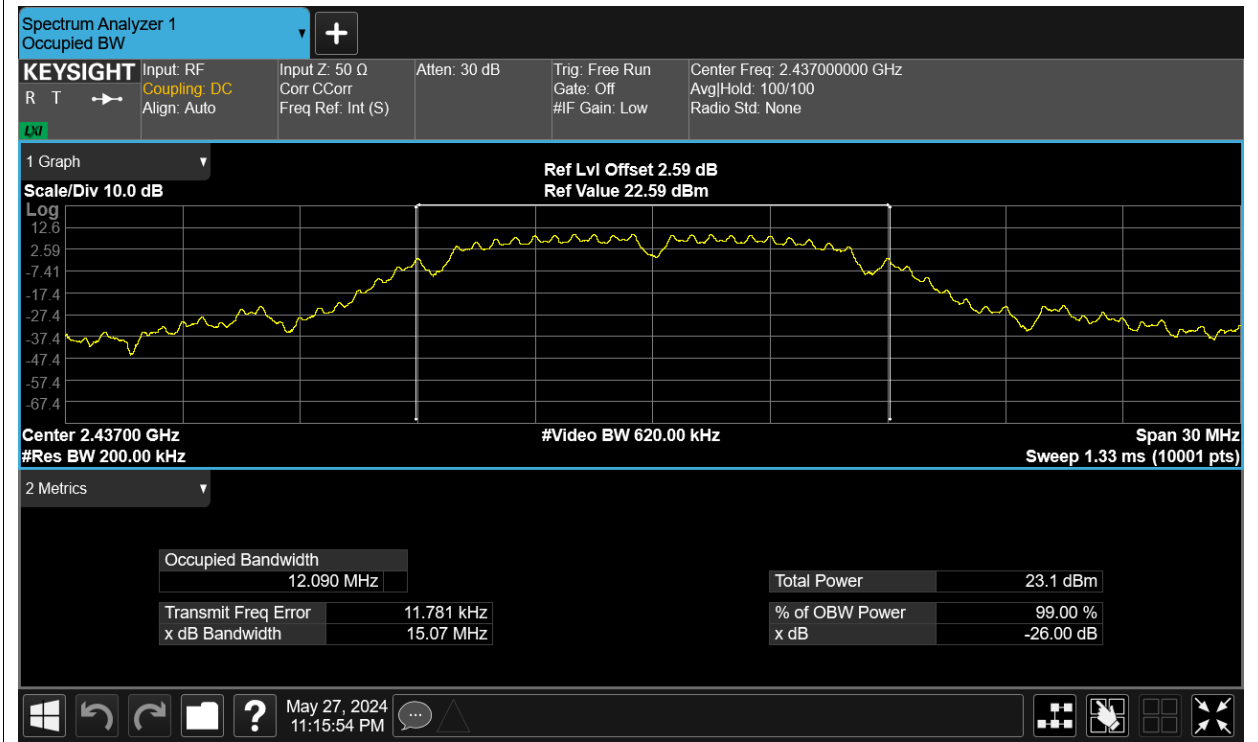 Spectrum Analyzer 1
Occupied BW
KEYSIGHT
R T
LXI
Input: RF
Coupling: DC
Align: Auto
Input Z: 50 Ω
Corr CCorr
Freq Ref: Int (S)
Atten: 30 dB
Trig: Free Run
Gate: Off
#IF Gain: Low
Center Freq: 2.437000000 GHz
Avg|Hold: 100/100
Radio Std: None
1 Graph
Scale/Div 10.0 dB
Ref Lvl Offset 2.59 dB
Ref Value 22.59 dBm
Log
12.6
2.59
-7.41
-17.4
-27.4
-37.4
-47.4
-57.4
-67.4
Center 2.43700 GHz
#Video BW 620.00 kHz
Span 30 MHz
#Res BW 200.00 kHz
Sweep 1.33 ms (10001 pts)
2 Metrics
Occupied Bandwidth
12.090 MHz
Total Power 23.1 dBm
Transmit Freq Error 11.781 kHz
% of OBW Power 99.00 %
x dB Bandwidth 15.07 MHz
x dB -26.00 dB
?
May 27, 2024
11:15:54 PM